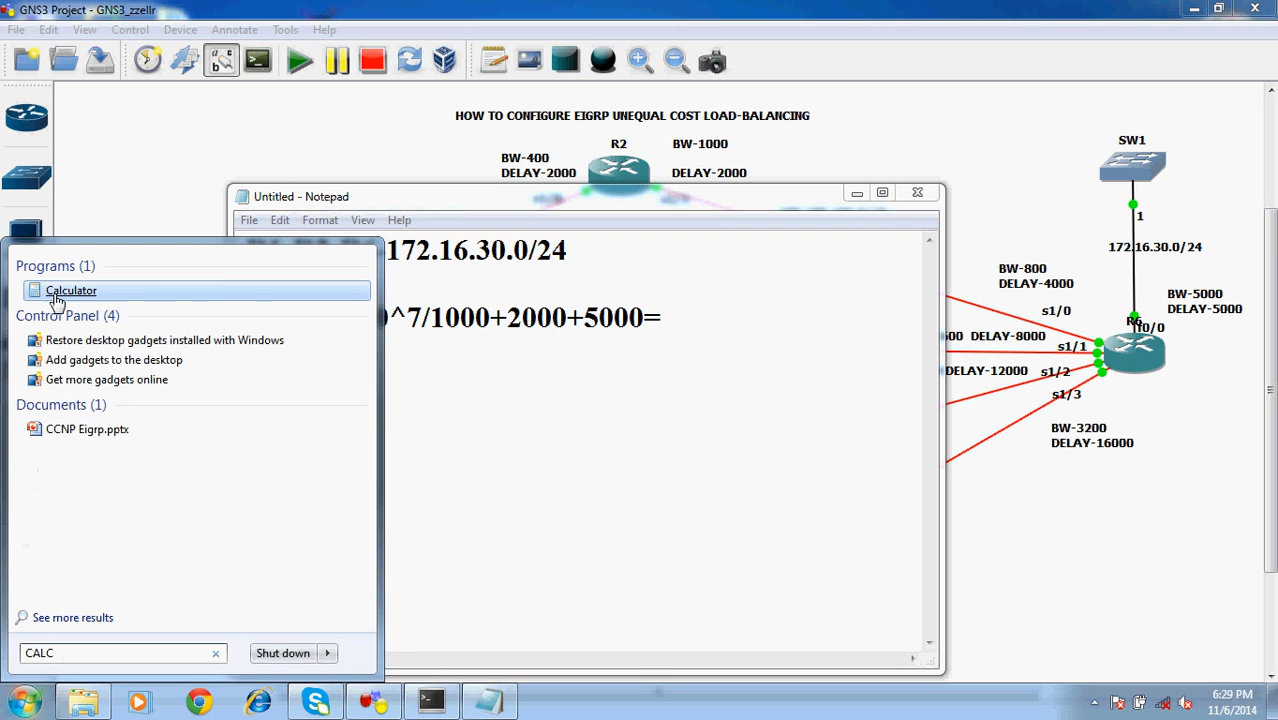 GNS3 Project - GNS3_zzellr
File Edit View Control Device Annotate Tools Help
HOW TO CONFIGURE EIGRP UNEQUAL COST LOAD-BALANCING
R2
BW-400
DELAY-2000
BW-1000
DELAY-2000
SW1
1
172.16.30.0/24
BW-800
DELAY-4000
s1/0
BW-5000
DELAY-5000
R6
f0/0
DELAY-8000
s1/1
DELAY-12000
s1/2
s1/3
BW-3200
DELAY-16000
Untitled - Notepad
File Edit Format View Help
172.16.30.0/24
^7/1000+2000+5000=
Programs (1)
Calculator
Control Panel (4)
Restore desktop gadgets installed with Windows
Add gadgets to the desktop
Get more gadgets online
Documents (1)
CCNP Eigrp.pptx
See more results
CALC
Shut down
6:29 PM
11/6/2014